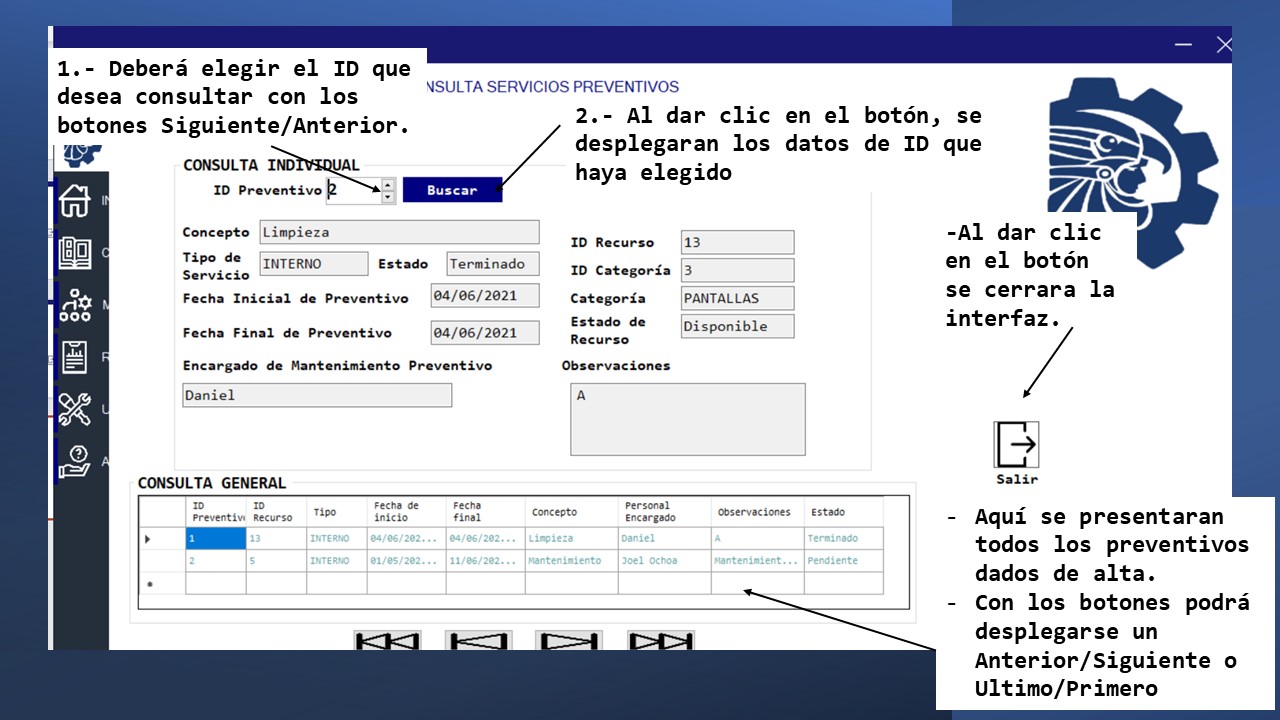 1.- Deberá elegir el ID que
desea consultar con los
botones Siguiente/Anterior.
NSULTA SERVICIOS PREVENTIVOS
2.- Al dar clic en el botón, se
desplegaran los datos de ID que
haya elegido
CONSULTA INDIVIDUAL
ID Preventivo 2
Buscar
Concepto Limpieza
Tipo de
Servicio
INTERNO
Estado Terminado
Fecha Inicial de Preventivo 04/06/2021
Fecha Final de Preventivo 04/06/2021
Encargado de Mantenimiento Preventivo
Daniel
ID Recurso 13
ID Categoría 3
Categoría PANTALLAS
Estado de
Recurso
Disponible
Observaciones
A
-Al dar clic
en el botón
se cerrara la
interfaz.
Salir
IN
C
M
R
U
A
CONSULTA GENERAL
ID Preventiv ID Recurso Tipo Fecha de inicio Fecha final Concepto Personal Encargado Observaciones Estado
1 13 INTERNO 04/06/202... 04/06/202... Limpieza Daniel A Terminado
2 5 INTERNO 01/05/202... 11/06/202... Mantenimiento Joel Ochoa Mantenimient... Pendiente
- Aquí se presentaran
todos los preventivos
dados de alta.
- Con los botones podrá
desplegarse un
Anterior/Siguiente o
Ultimo/Primero